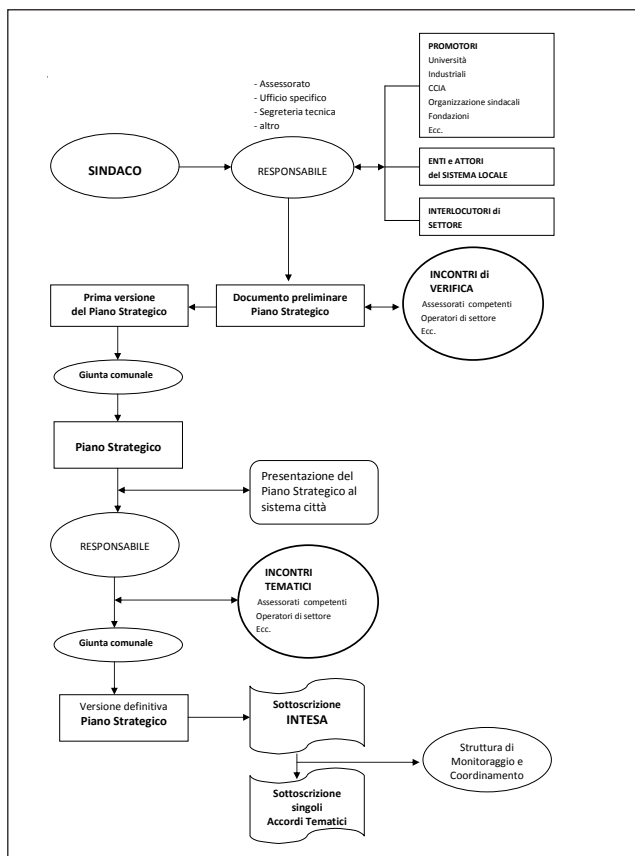 PROMOTORI
Università
Industriali
CCIA
Organizzazione sindacali
Fondazioni
Ecc.
- Assessorato
- Ufficio specifico
- Segreteria tecnica
- altro
SINDACO
RESPONSABILE
ENTI e ATTORI
del SISTEMA LOCALE
INTERLOCUTORI di
SETTORE
INCONTRI di
VERIFICA
Assessorati competenti
Operatori di settore
Ecc.
Documento preliminare
Piano Strategico
Prima versione
del Piano Strategico
Giunta comunale
Piano Strategico
Presentazione del
Piano Strategico al
sistema città
RESPONSABILE
INCONTRI
TEMATICI
Assessorati competenti
Operatori di settore
Ecc.
Giunta comunale
Versione definitiva
Piano Strategico
Sottoscrizione
INTESA
Struttura di
Monitoraggio e
Coordinamento
Sottoscrizione
singoli
Accordi Tematici